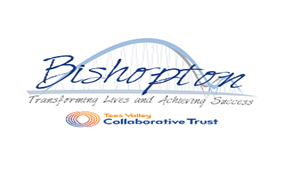 Bishopton
Transforming Lives and Achieving Success
Tees Valley
Collaborative Trust